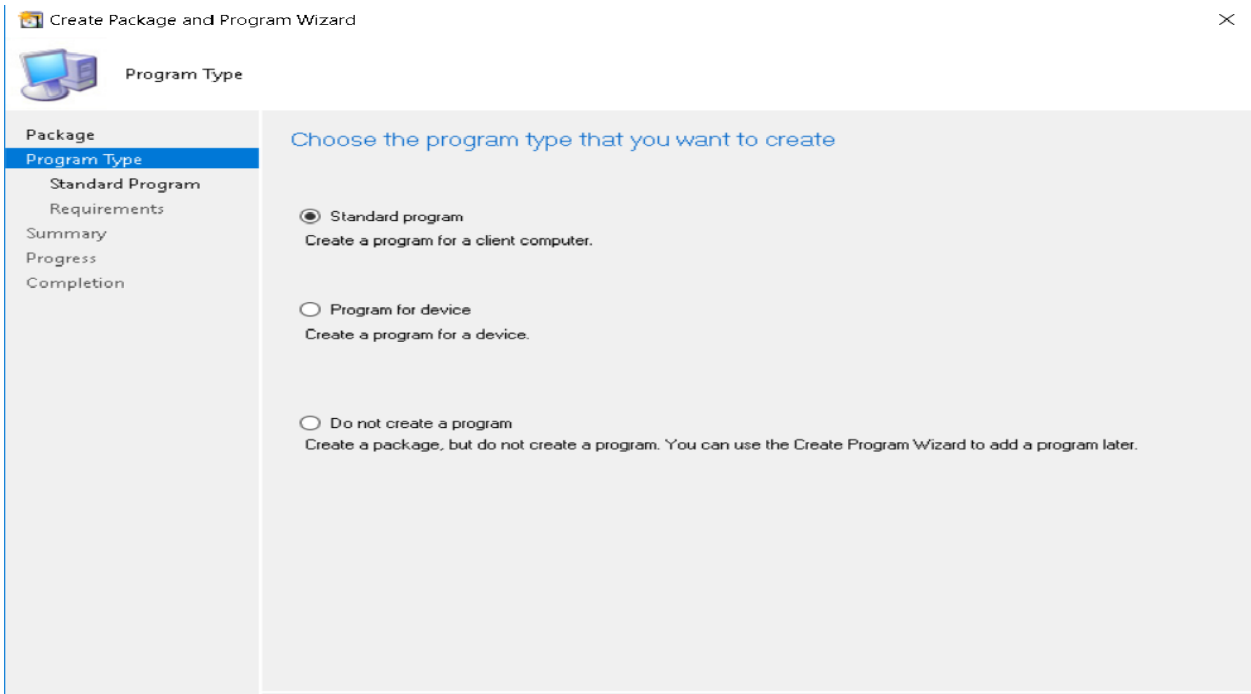 Create Package and Program Wizard
Program Type
Package
Program Type
Standard Program
Requirements
Summary
Progress
Completion
Choose the program type that you want to create
Standard program
Create a program for a client computer.
Program for device
Create a program for a device.
Do not create a program
Create a package, but do not create a program. You can use the Create Program Wizard to add a program later.